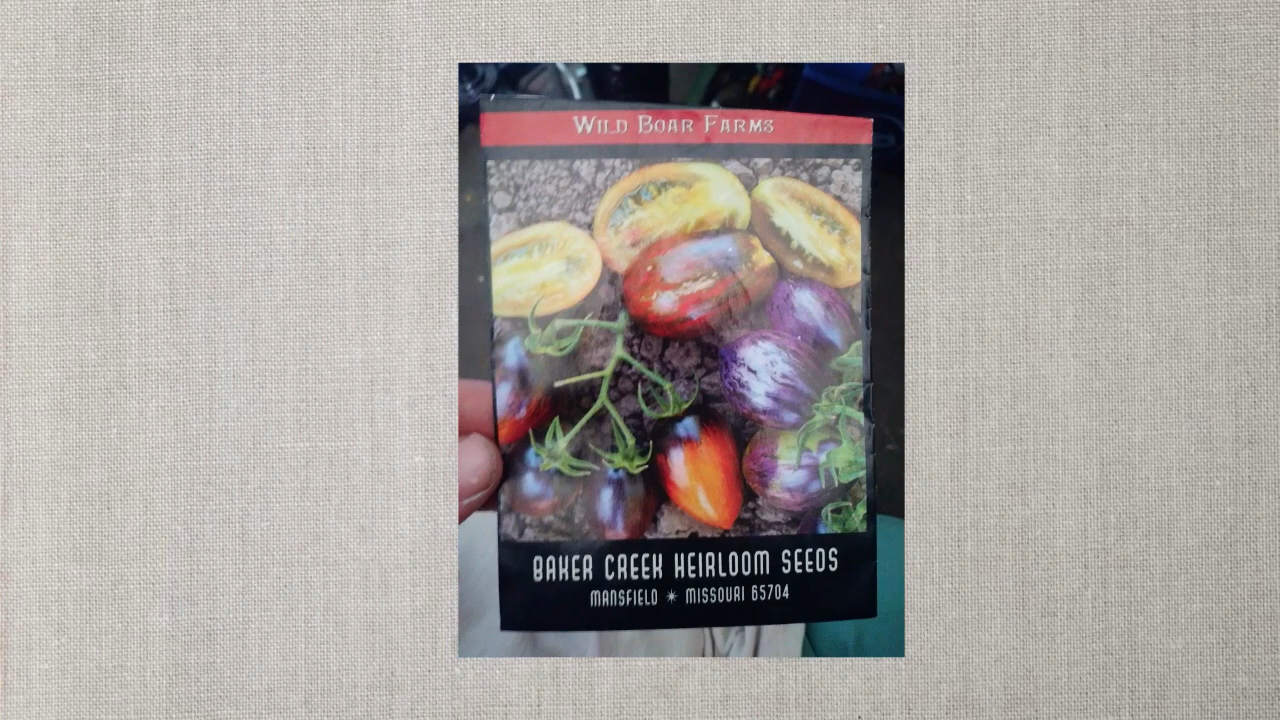 Wild Boar Farms
BAKER CREEK HEIRLOOM SEEDS
MANSFIELD ✷ MISSOURI 65704